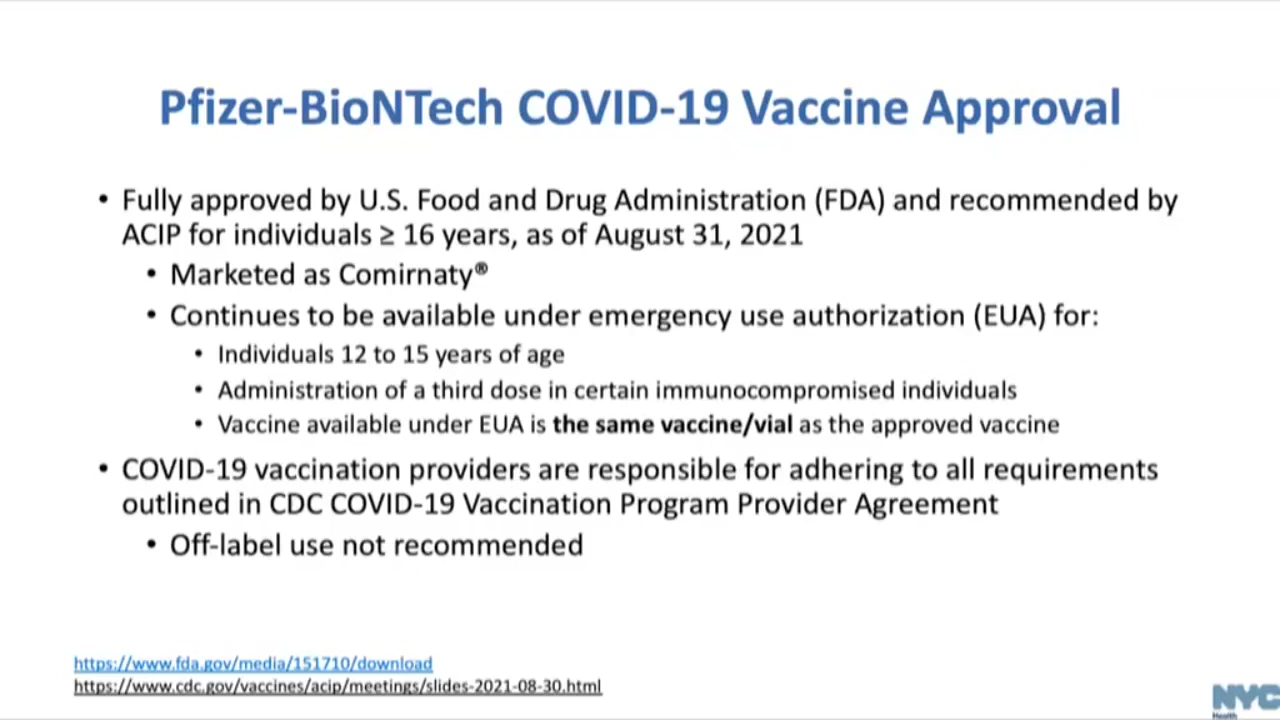 Pfizer-BioNTech COVID-19 Vaccine Approval
• Fully approved by U.S. Food and Drug Administration (FDA) and recommended by
ACIP for individuals ≥ 16 years, as of August 31, 2021
• Marketed as Comirnaty®
• Continues to be available under emergency use authorization (EUA) for:
• Individuals 12 to 15 years of age
• Administration of a third dose in certain immunocompromised individuals
• Vaccine available under EUA is the same vaccine/vial as the approved vaccine
• COVID-19 vaccination providers are responsible for adhering to all requirements
outlined in CDC COVID-19 Vaccination Program Provider Agreement
• Off-label use not recommended
https://www.fda.gov/media/151710/download
https://www.cdc.gov/vaccines/acip/meetings/slides-2021-08-30.html
NYC
Health